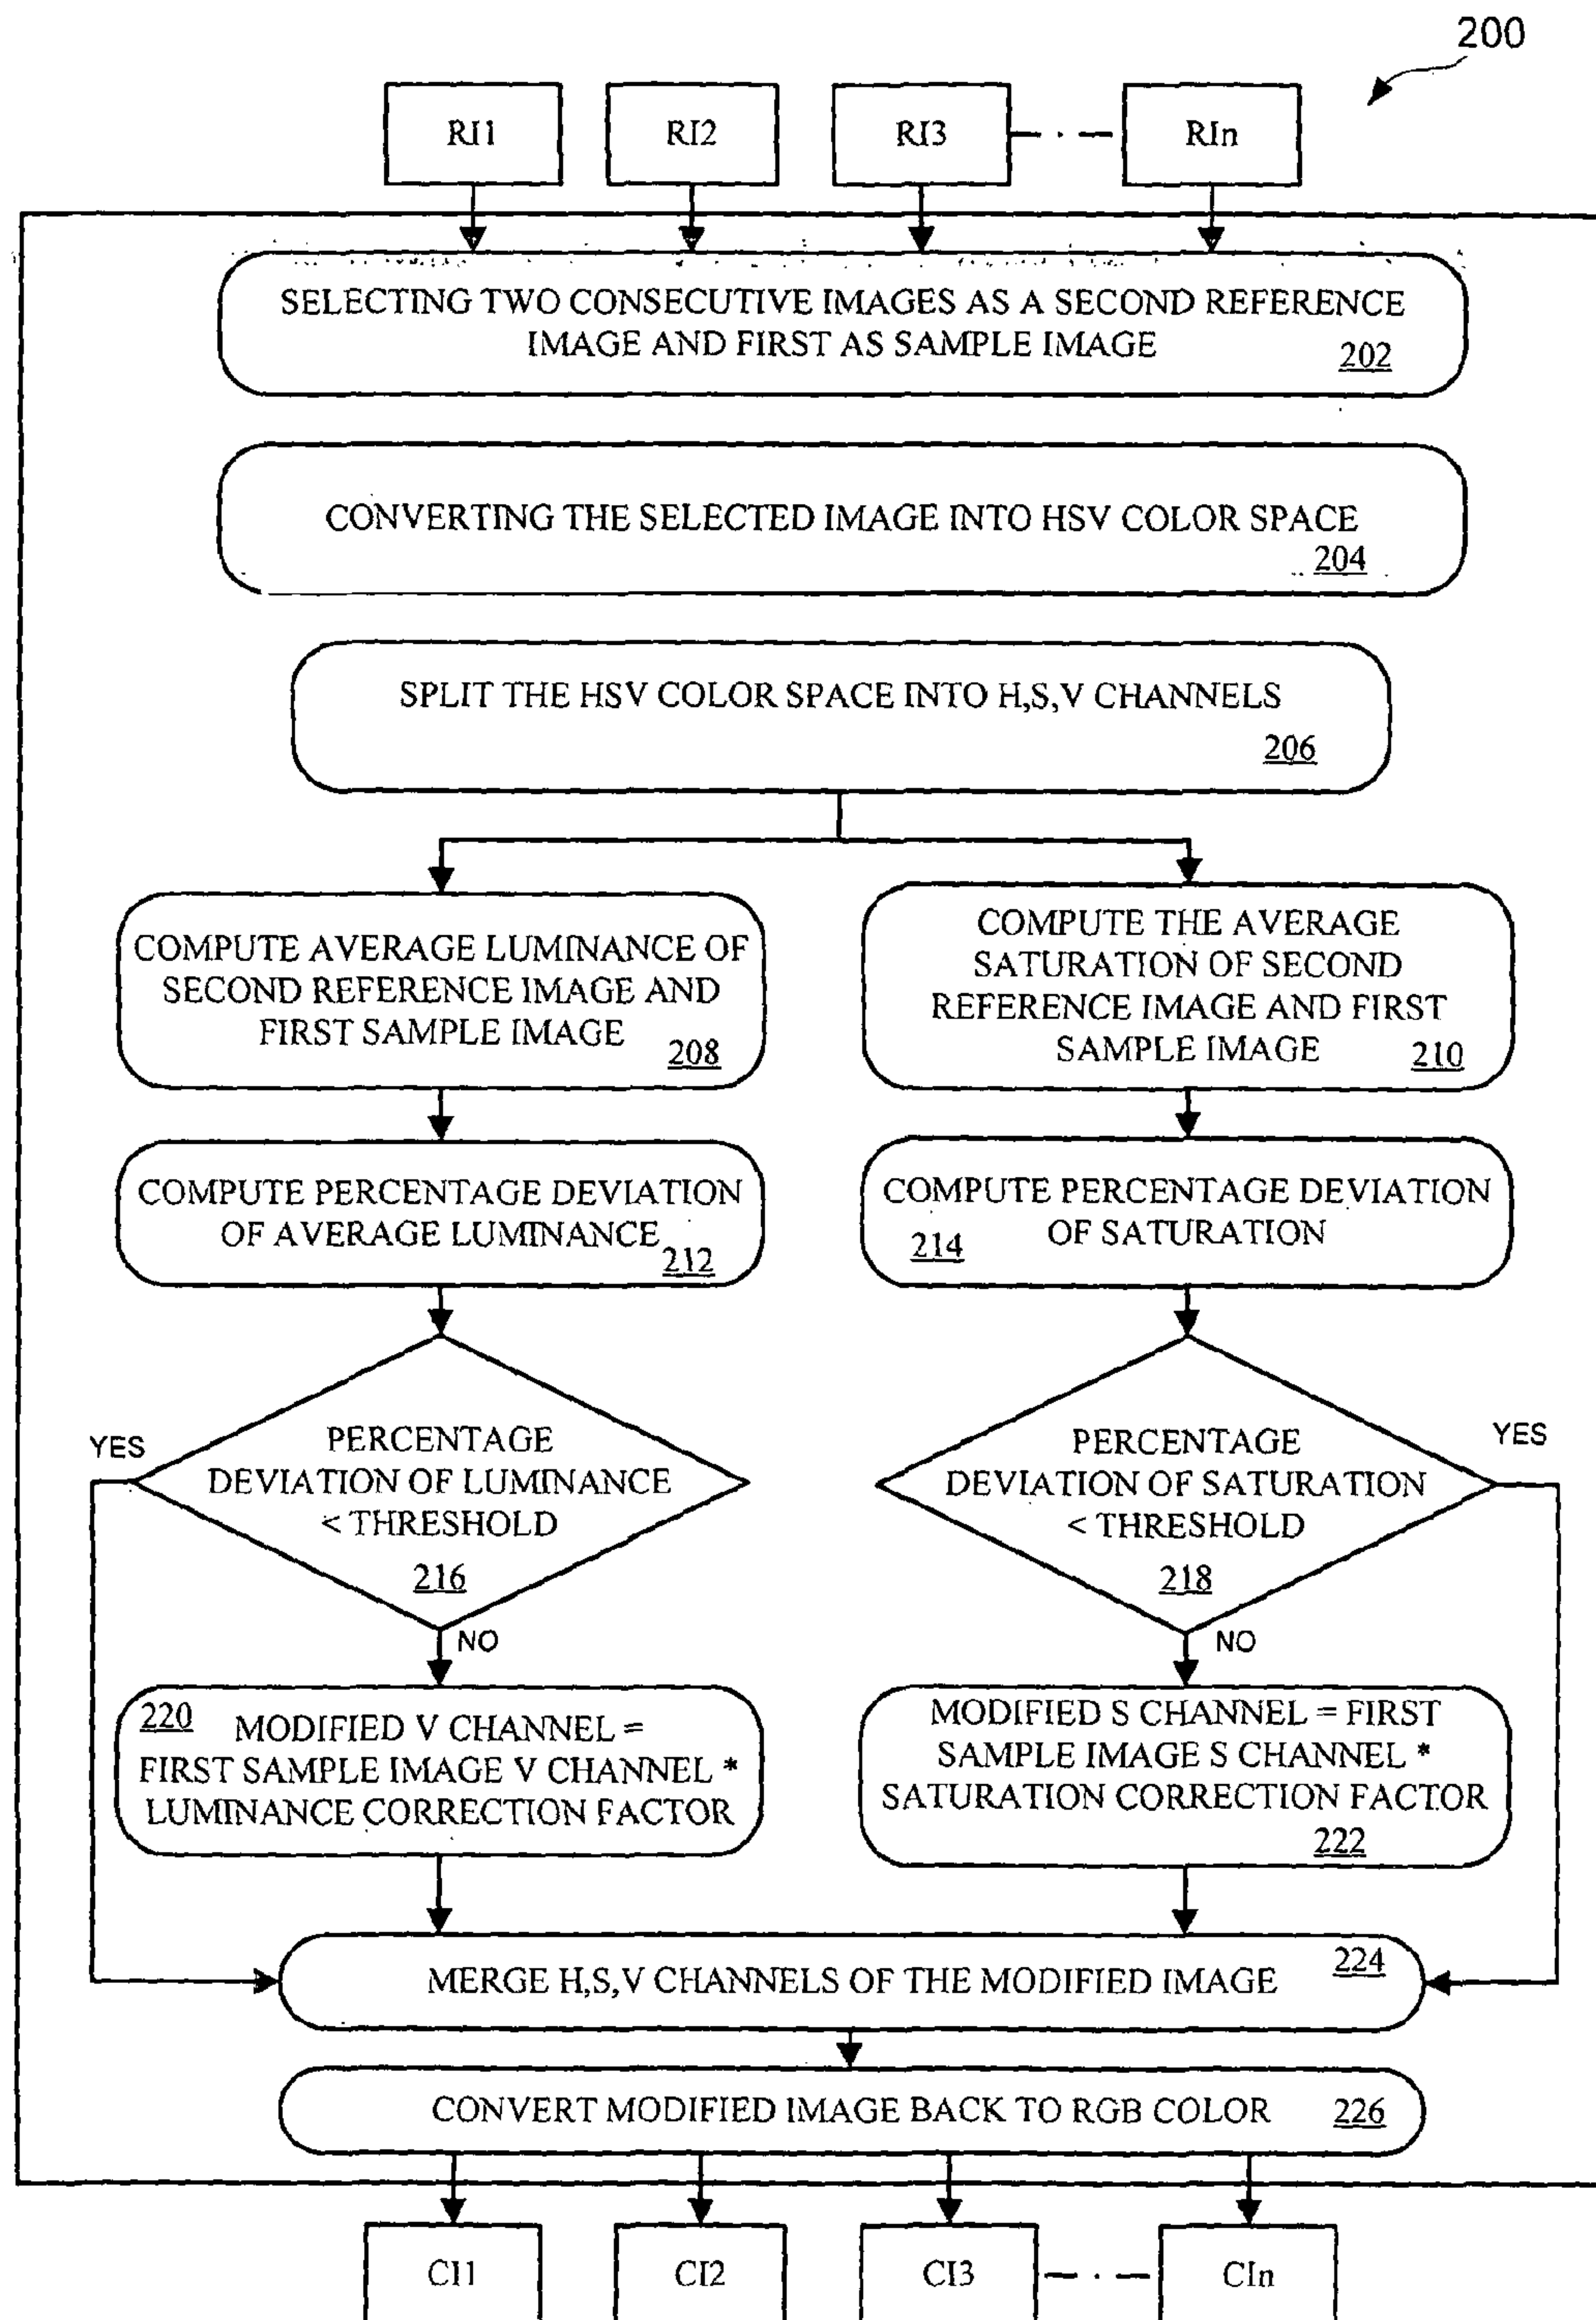 200
RI1
RI2
RI3
RIn
SELECTING TWO CONSECUTIVE IMAGES AS A SECOND REFERENCE
IMAGE AND FIRST AS SAMPLE IMAGE
202
CONVERTING THE SELECTED IMAGE INTO HSV COLOR SPACE
204
SPLIT THE HSV COLOR SPACE INTO H,S,V CHANNELS
206
COMPUTE AVERAGE LUMINANCE OF
SECOND REFERENCE IMAGE AND
FIRST SAMPLE IMAGE
208
COMPUTE THE AVERAGE
SATURATION OF SECOND
REFERENCE IMAGE AND FIRST
SAMPLE IMAGE
210
COMPUTE PERCENTAGE DEVIATION
OF AVERAGE LUMINANCE
212
COMPUTE PERCENTAGE DEVIATION
OF SATURATION
214
YES
PERCENTAGE
DEVIATION OF LUMINANCE
< THRESHOLD
216
NO
PERCENTAGE
DEVIATION OF SATURATION
< THRESHOLD
218
YES
NO
220
MODIFIED V CHANNEL =
FIRST SAMPLE IMAGE V CHANNEL *
LUMINANCE CORRECTION FACTOR
MODIFIED S CHANNEL = FIRST
SAMPLE IMAGE S CHANNEL *
SATURATION CORRECTION FACTOR
222
MERGE H,S,V CHANNELS OF THE MODIFIED IMAGE
224
CONVERT MODIFIED IMAGE BACK TO RGB COLOR
226
CI1
CI2
CI3
CIn